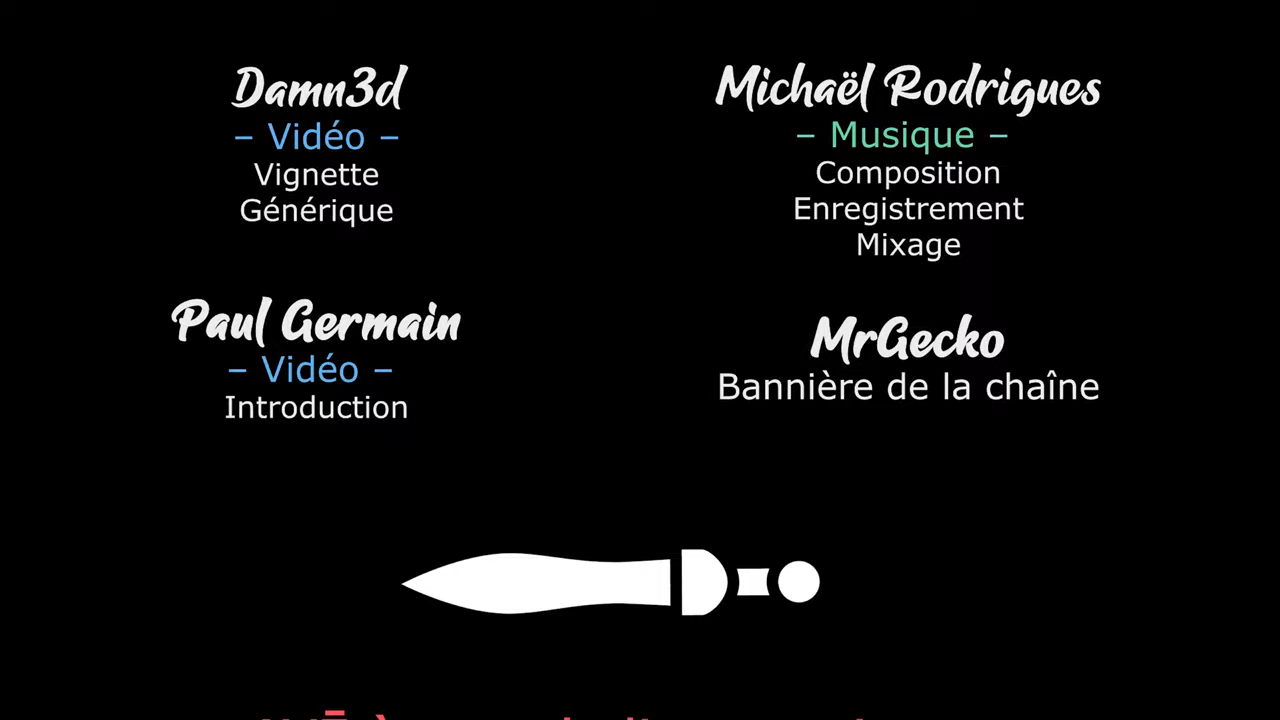 Damn3d
– Vidéo –
Vignette
Générique
Michaël Rodrigues
– Musique –
Composition
Enregistrement
Mixage
Paul Germain
– Vidéo –
Introduction
MrGecko
Bannière de la chaîne